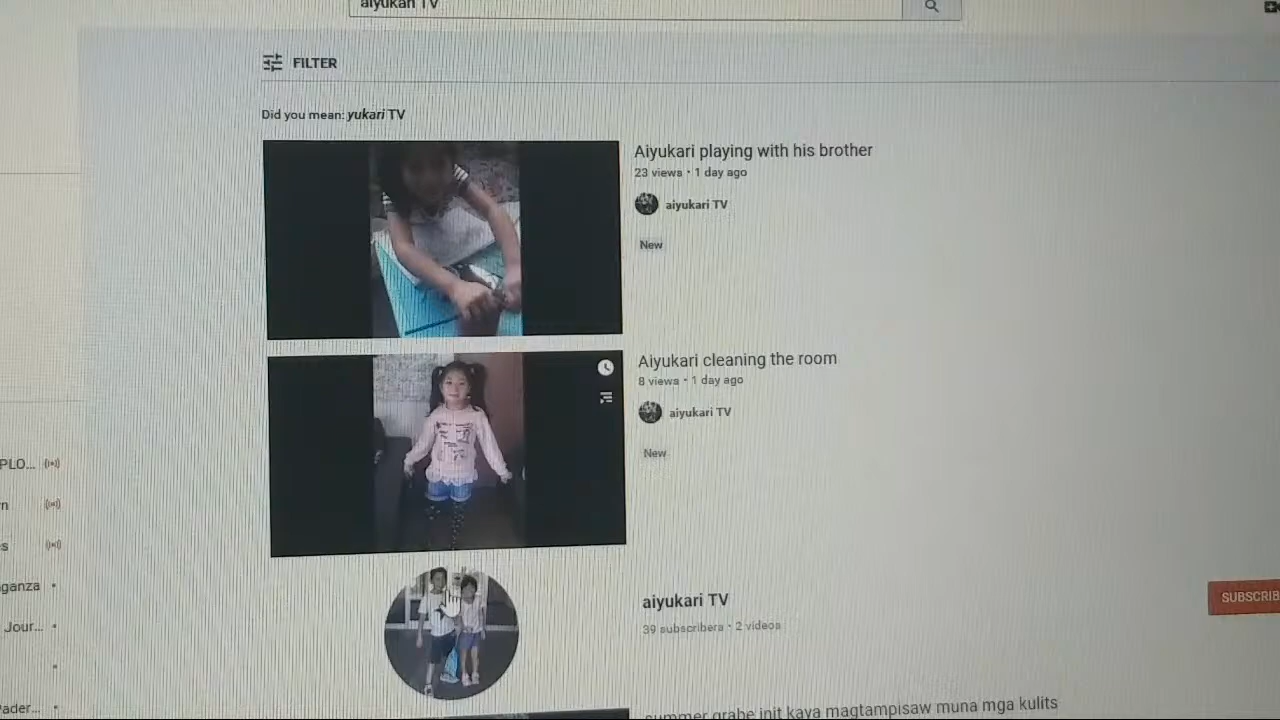 aiyukari TV
FILTER
Did you mean: yukari TV
Aiyukari playing with his brother
23 views • 1 day ago
aiyukari TV
New
Aiyukari cleaning the room
8 views • 1 day ago
aiyukari TV
New
PLO...
n
s
ganza •
Jour... •
ader... •
aiyukari TV
39 subscribers • 2 videos
SUBSCRIB
summer grabe init kaya magtampisaw muna mga kulits